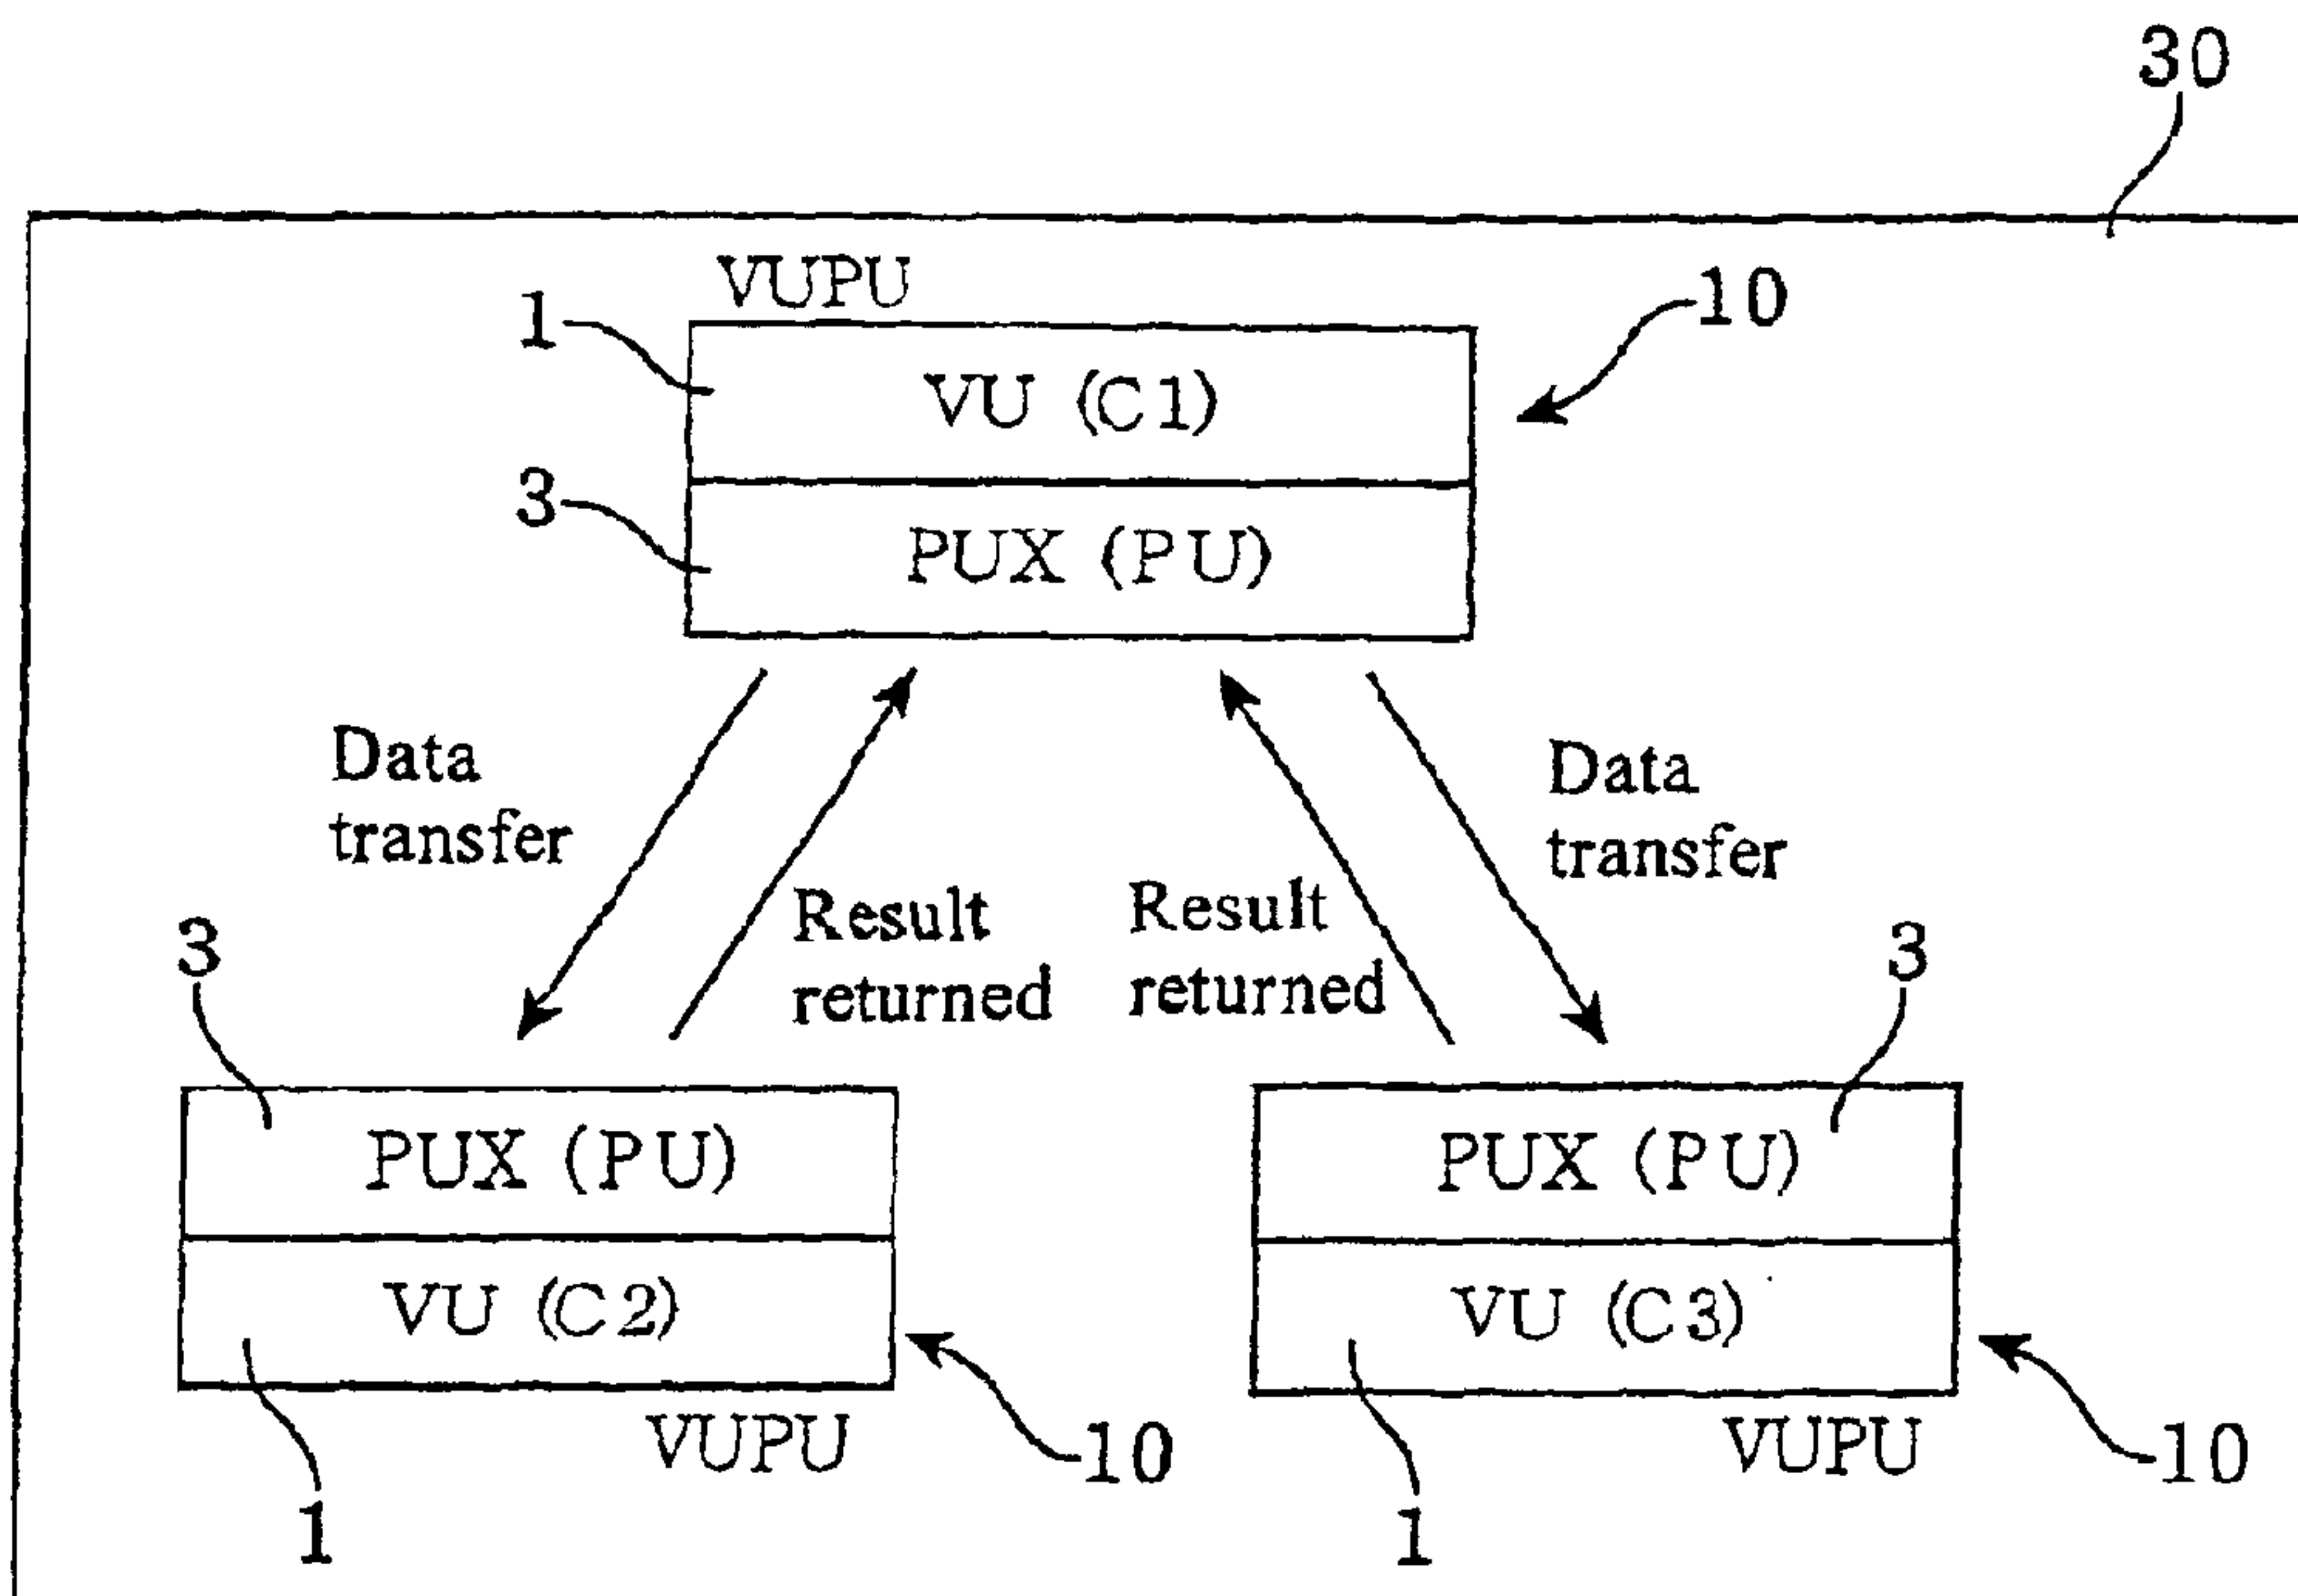 30
VUPU
10
1
VU (C1)
3
PUX (PU)
Data
transfer
Data
transfer
Result
returned
Result
returned
3
3
PUX (PU)
PUX (PU)
VU (C2)
VU (C3)
VUPU
10
VUPU
10
1
1